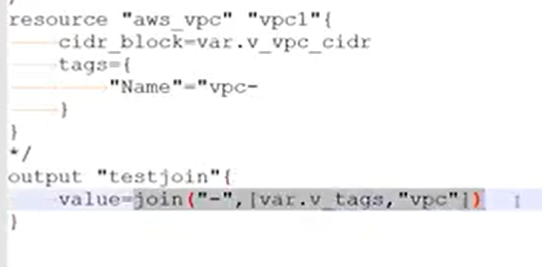 resource "aws_vpc" "vpc1"{
cidr_block=var.v_vpc_cidr
tags={
"Name"="vpc-
}
}
*/
output "testjoin"{
value=join("-",[var.v_tags,"vpc"])
}